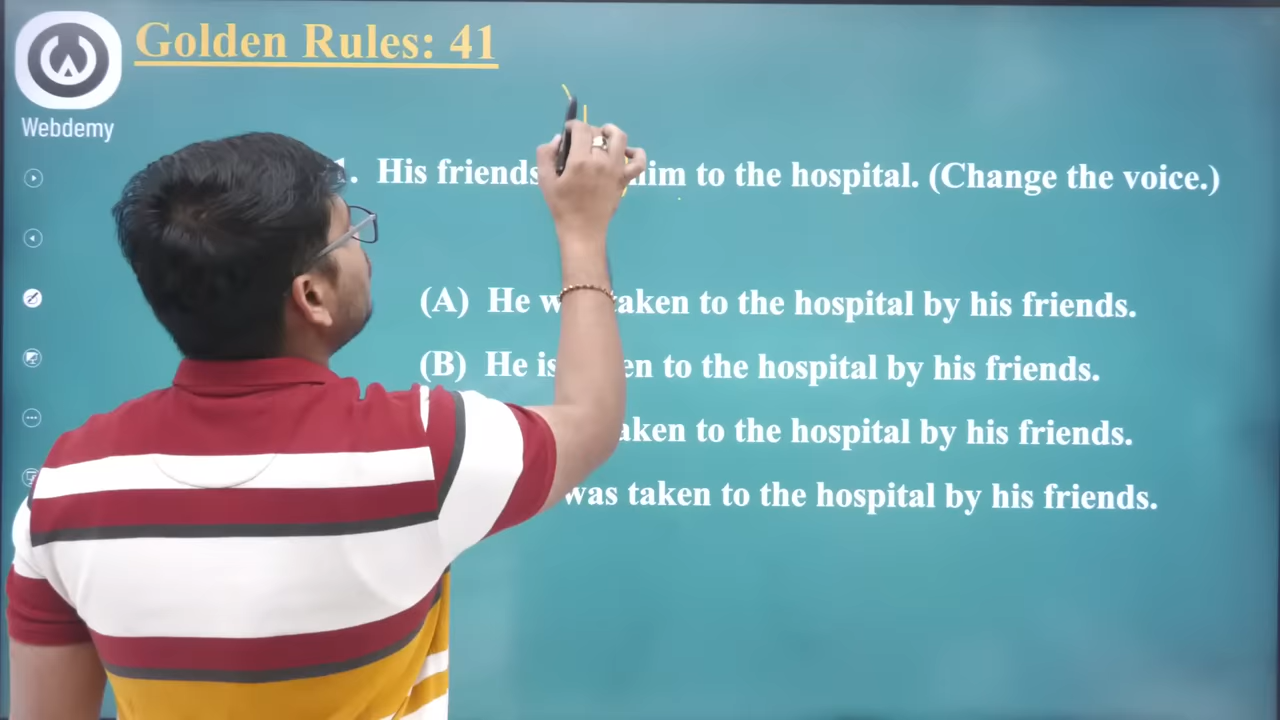 Golden Rules: 41
Webdemy
1. His friends him to the hospital. (Change the voice.)
(A) He taken to the hospital by his friends.
(B) He is to the hospital by his friends.
to the hospital by his friends.
was taken to the hospital by his friends.